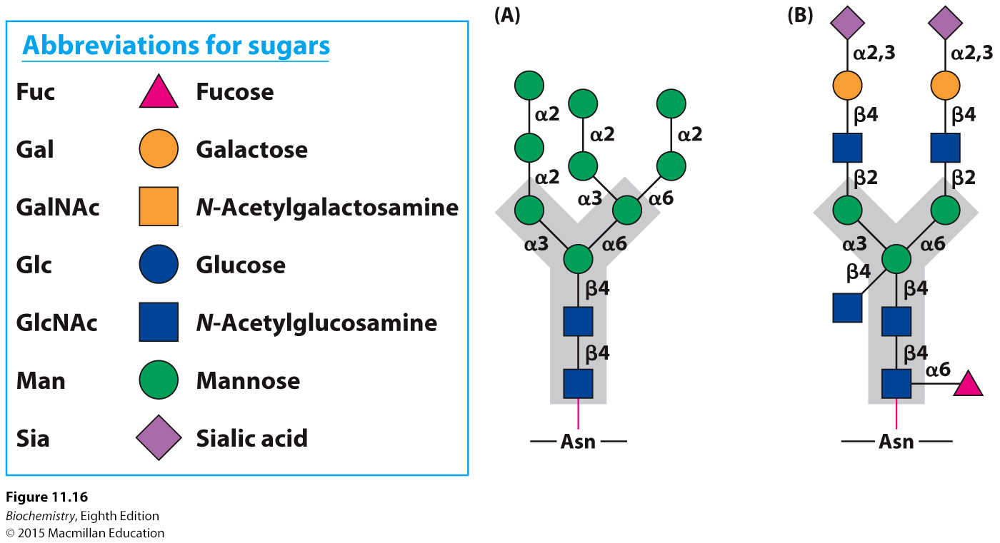 Abbreviations for sugars
Fuc Fucose
Gal Galactose
GalNAc N-Acetylgalactosamine
Glc Glucose
GlcNAc N-Acetylglucosamine
Man Mannose
Sia Sialic acid
Figure 11.16
Biochemistry, Eighth Edition
© 2015 Macmillan Education
(A)
α2
α2 α2
α2
α3 α6
α3 α6
β4
β4
Asn
(B)
α2,3 α2,3
β4 β4
β2 β2
α3 α6
β4
β4
β4
α6
Asn